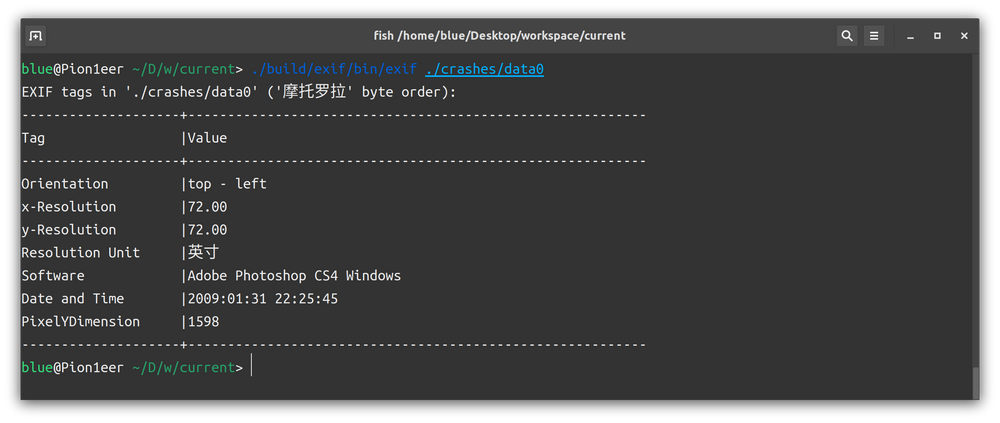 fish /home/blue/Desktop/workspace/current
blue@Pion1eer ~/D/w/current> ./build/exif/bin/exif ./crashes/data0
EXIF tags in './crashes/data0' ('摩托罗拉' byte order):
--------------------+----------------------------------------------------------
Tag                 |Value
--------------------+----------------------------------------------------------
Orientation         |top - left
x-Resolution        |72.00
y-Resolution        |72.00
Resolution Unit     |英寸
Software            |Adobe Photoshop CS4 Windows
Date and Time       |2009:01:31 22:25:45
PixelYDimension     |1598
--------------------+----------------------------------------------------------
blue@Pion1eer ~/D/w/current>